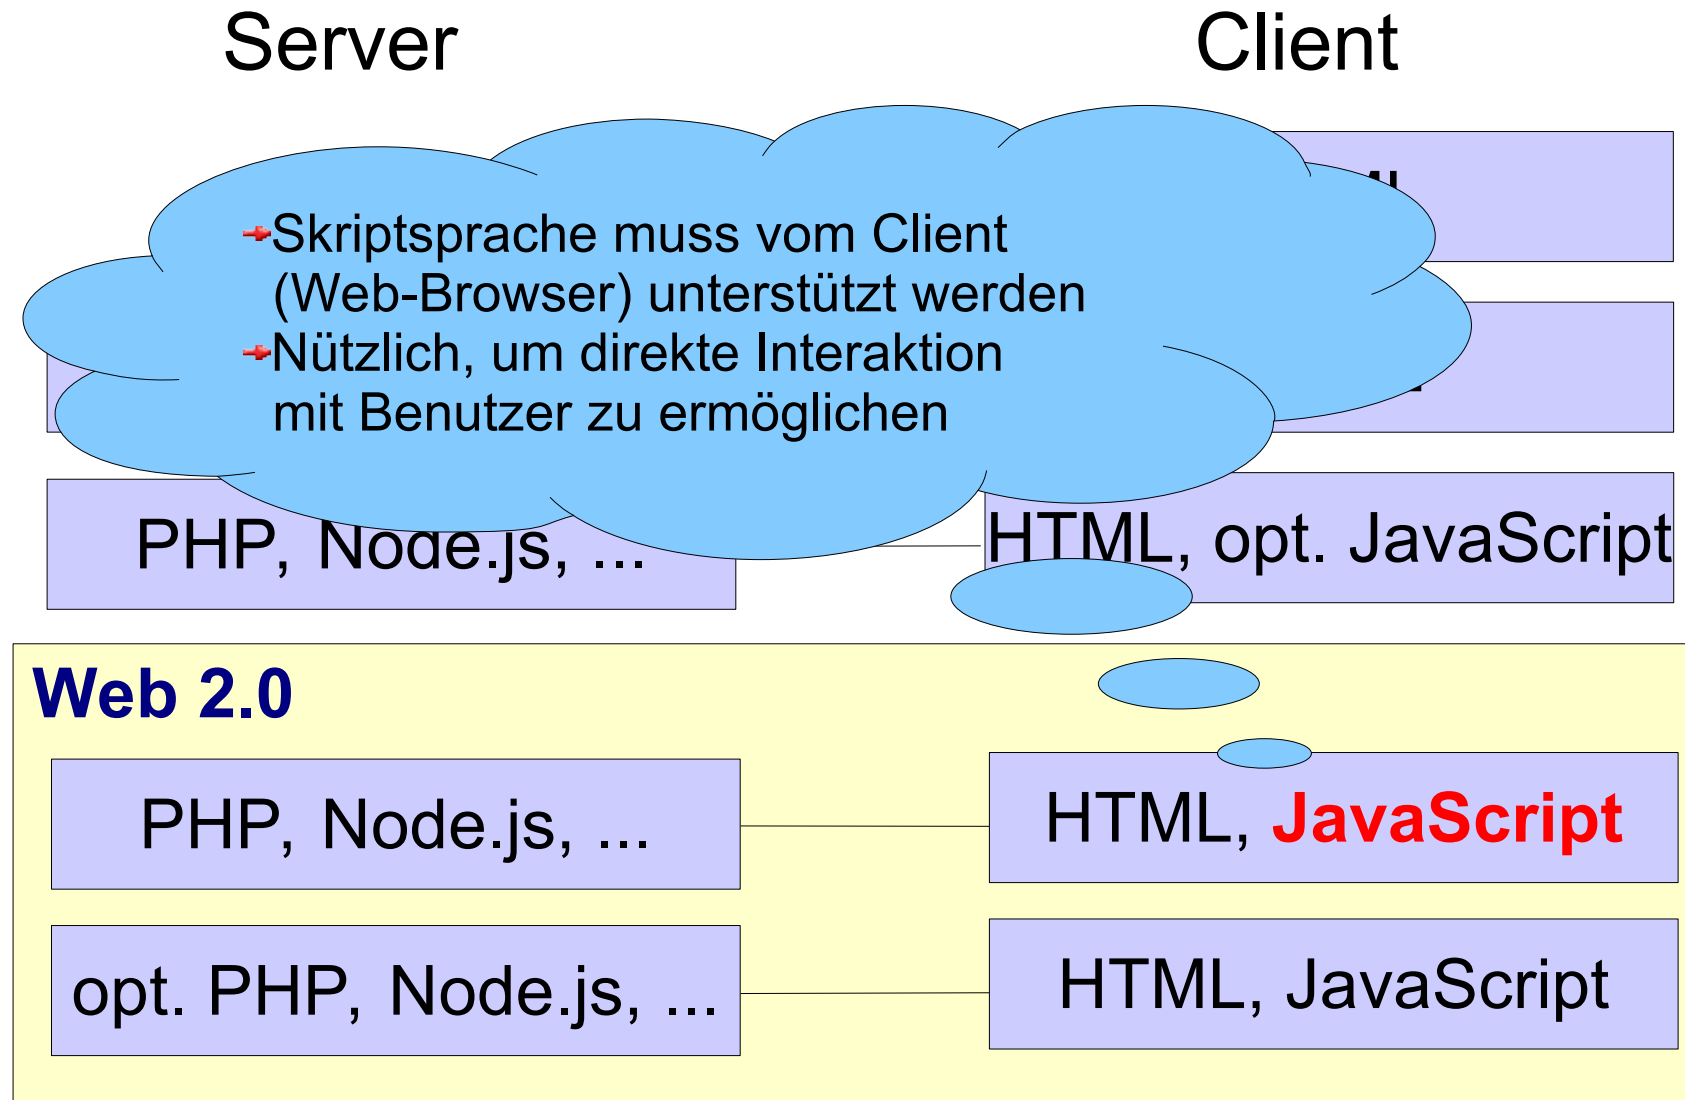 Server
Client
Skriptsprache muss vom Client
(Web-Browser) unterstützt werden
Nützlich, um direkte Interaktion
mit Benutzer zu ermöglichen
PHP, Node.js, ...
HTML, opt. JavaScript
Web 2.0
PHP, Node.js, ...
HTML, JavaScript
opt. PHP, Node.js, ...
HTML, JavaScript